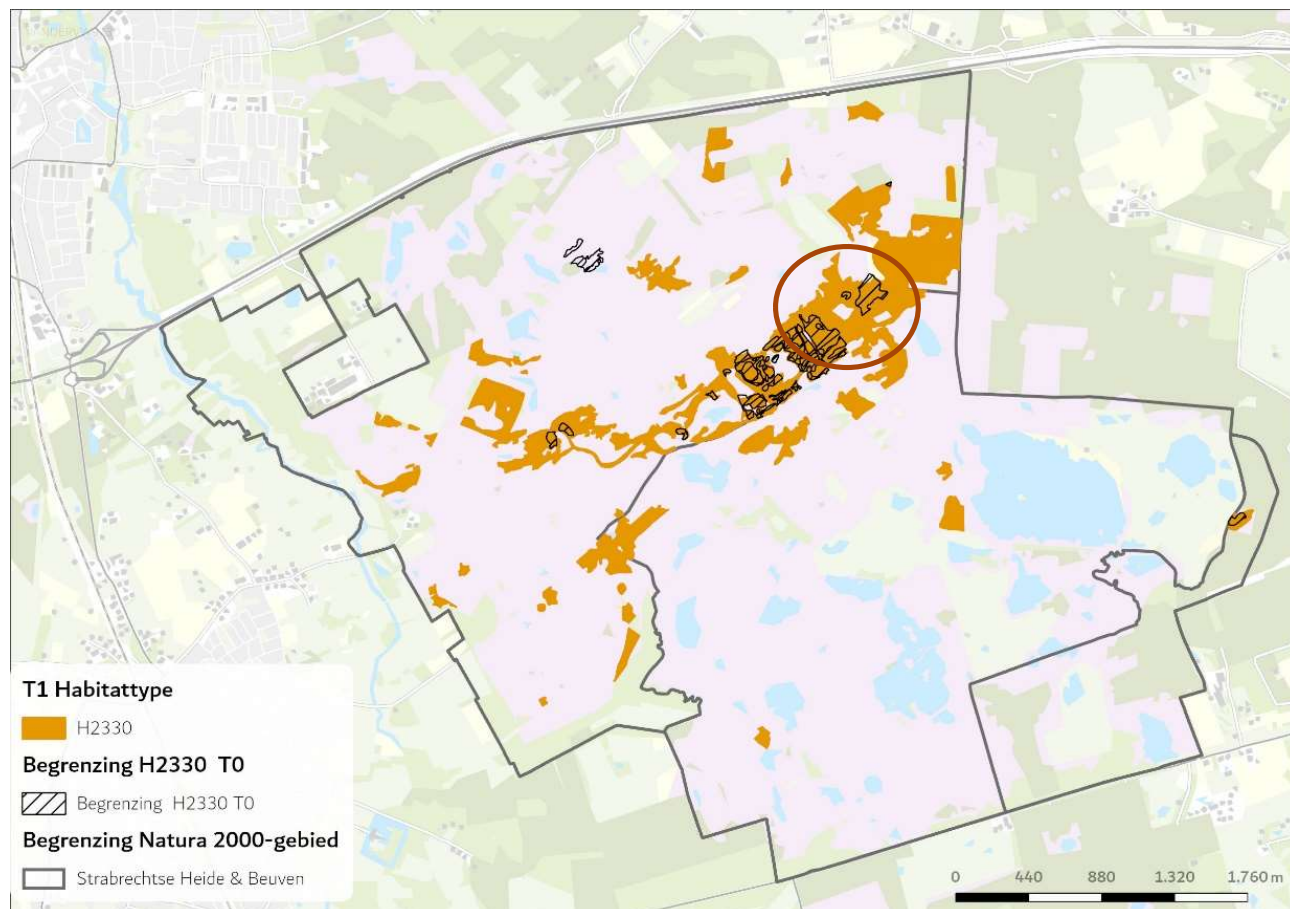 T1 Habitattype
H2330
Begrenzing H2330 T0
Begrenzing H2330 T0
Begrenzing Natura 2000-gebied
Strabrechtse Heide & Beuven
0 440 880 1.320 1.760 m